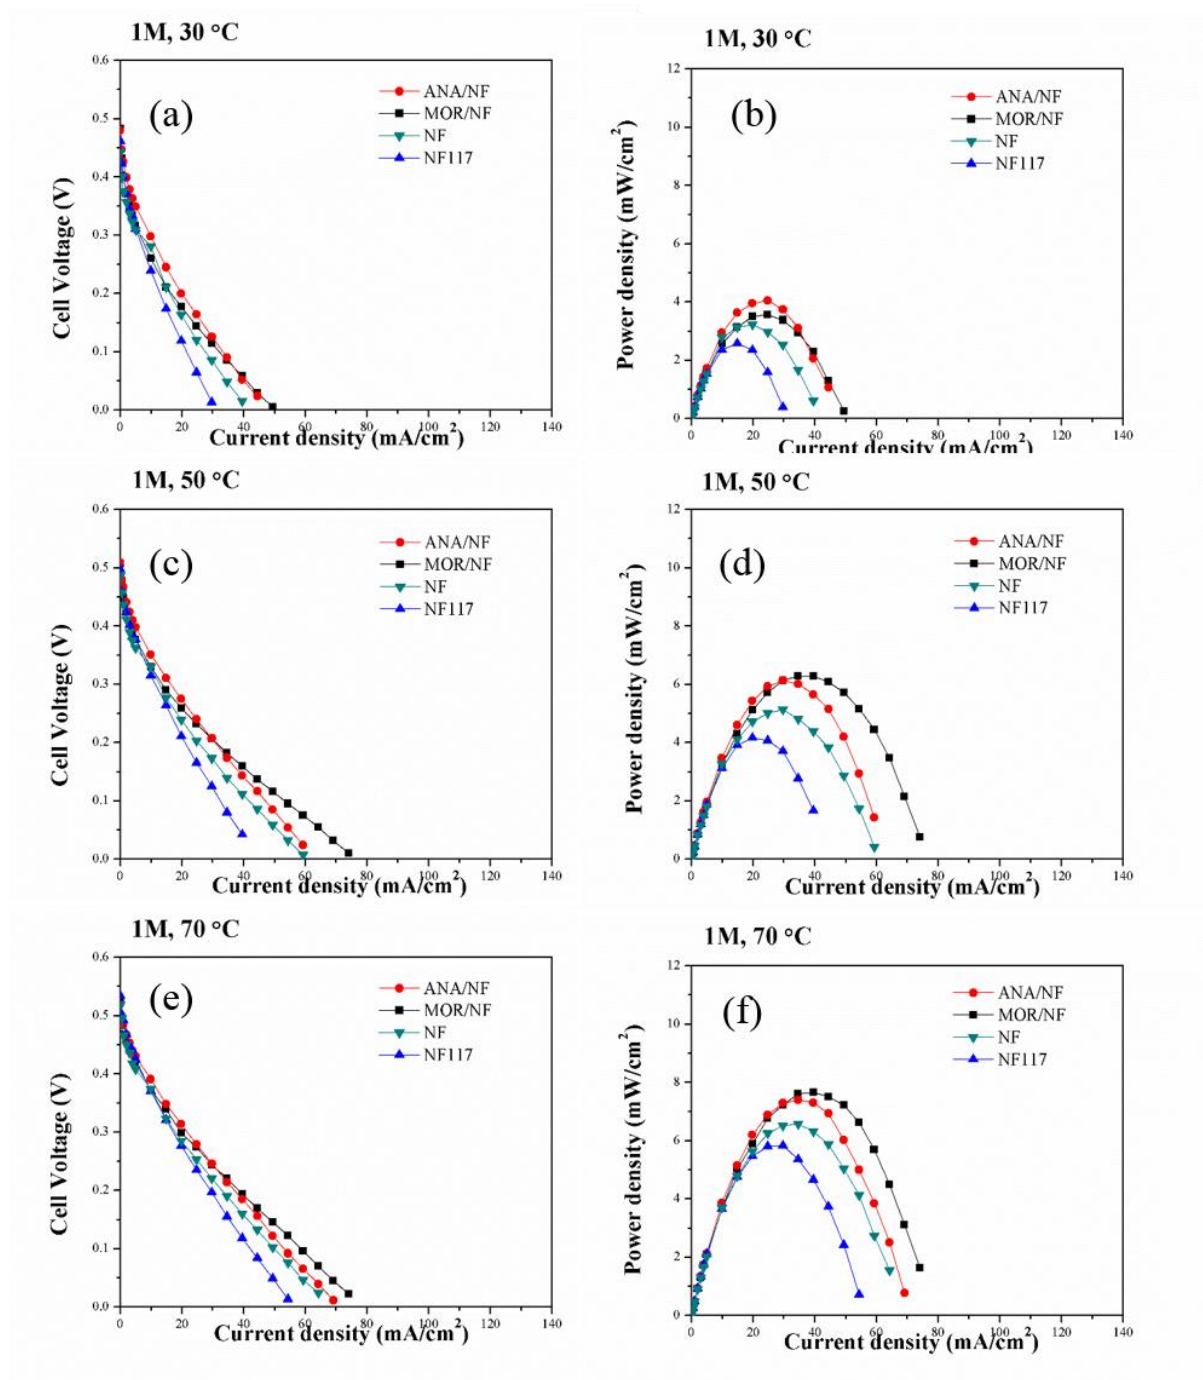 1M, 30 °C
0.6
0.5
0.4
0.3
0.2
0.1
0.0
Cell Voltage (V)
(a)
ANA/NF
MOR/NF
NF
NF117
0 20 40 60 80 100 120 140
Current density (mA/cm²)
1M, 30 °C
12
10
8
6
4
2
0
Power density (mW/cm²)
(b)
ANA/NF
MOR/NF
NF
NF117
0 20 40 60 80 100 120 140
Current density (mA/cm²)
1M, 50 °C
0.6
0.5
0.4
0.3
0.2
0.1
0.0
Cell Voltage (V)
(c)
ANA/NF
MOR/NF
NF
NF117
0 20 40 60 80 100 120 140
Current density (mA/cm²)
1M, 50 °C
12
10
8
6
4
2
0
Power density (mW/cm²)
(d)
ANA/NF
MOR/NF
NF
NF117
0 20 40 60 80 100 120 140
Current density (mA/cm²)
1M, 70 °C
0.6
0.5
0.4
0.3
0.2
0.1
0.0
Cell Voltage (V)
(e)
ANA/NF
MOR/NF
NF
NF117
0 20 40 60 80 100 120 140
Current density (mA/cm²)
1M, 70 °C
12
10
8
6
4
2
0
Power density (mW/cm²)
(f)
ANA/NF
MOR/NF
NF
NF117
0 20 40 60 80 100 120 140
Current density (mA/cm²)